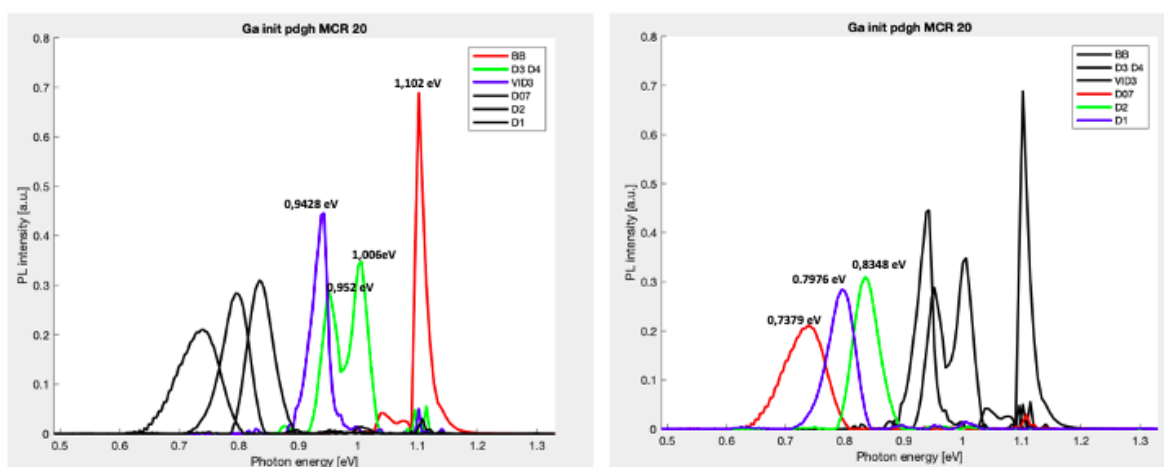 Ga init pdgh MCR 20
0.8
0.7
0.6
0.5
0.4
0.3
0.2
0.1
0
PL intensity [a.u.]
0.5 0.6 0.7 0.8 0.9 1 1.1 1.2 1.3
Photon energy [eV]
BB
D3 D4
VID3
D07
D2
D1
1,102 eV
0,9428 eV
1,006eV
0,952 eV
Ga init pdgh MCR 20
0.8
0.7
0.6
0.5
0.4
0.3
0.2
0.1
0
PL intensity [a.u.]
0.5 0.6 0.7 0.8 0.9 1 1.1 1.2 1.3
Photon energy [eV]
BB
D3 D4
VID3
D07
D2
D1
0,8348 eV
0.7976 eV
0,7379 eV